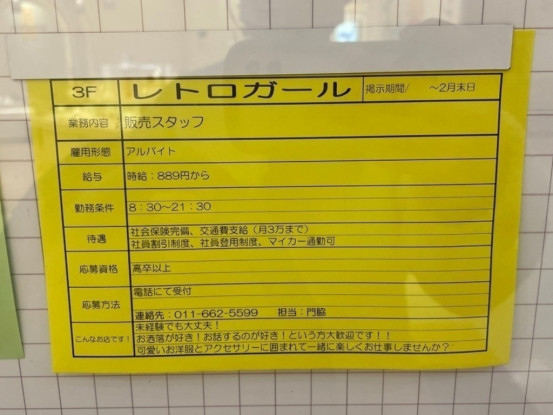 3F レトロガール 掲示期間/ ～2月末日
業務内容 販売スタッフ
雇用形態 アルバイト
給与 時給：889円から
勤務条件 8：30～21：30
待遇 社会保険完備、交通費支給（月3万まで）
社員割引制度、社員登用制度、マイカー通勤可
応募資格 高卒以上
応募方法 電話にて受付
連絡先：011-662-5599 担当：門脇
こんなお店です！ 未経験でも大丈夫！
お洒落が好き！お話するのが好き！という方大歓迎です！！
可愛いお洋服とアクセサリーに囲まれて一緒に楽しくお仕事しませんか？